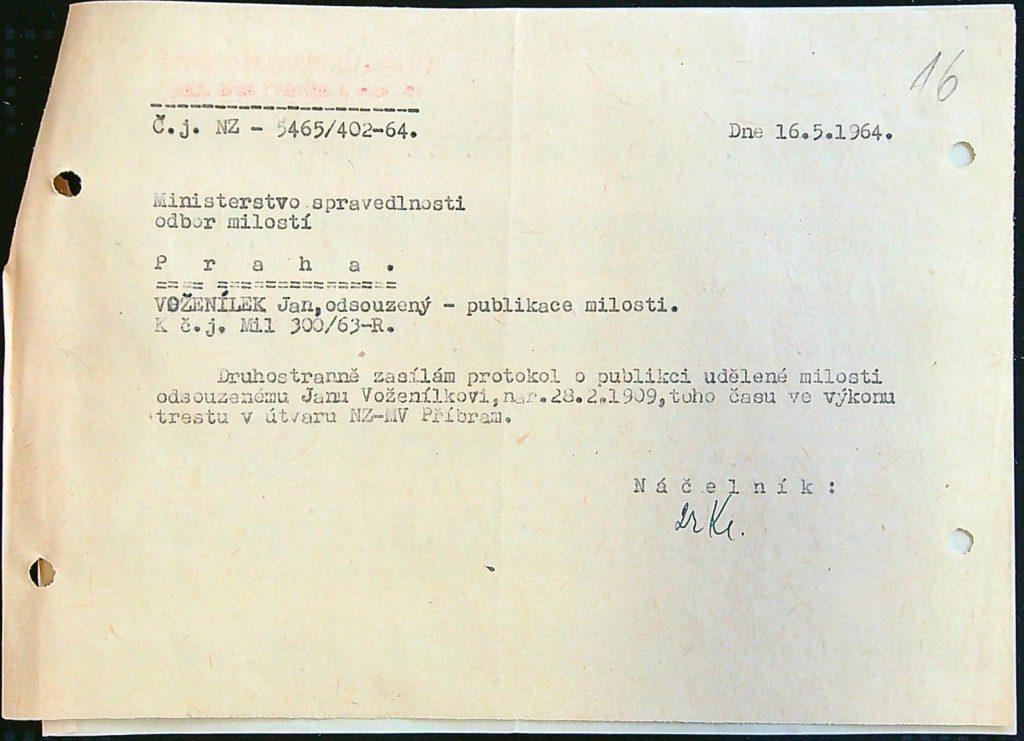 16
Č.j. NZ - 5465/402-64.
Dne 16.5.1964.
Ministerstvo spravedlnosti
odbor milostí
P r a h a .
VOŽENÍLEK Jan,odsouzený - publikace milosti.
K č.j. Mil 300/63-R.
Druhostranně zasílám protokol o publikci udělené milosti
odsouzenému Janu Voženílkovi,nar.28.2.1909,toho času ve výkonu
trestu v útvaru NZ-MV Příbram.
N á č e l n í k :